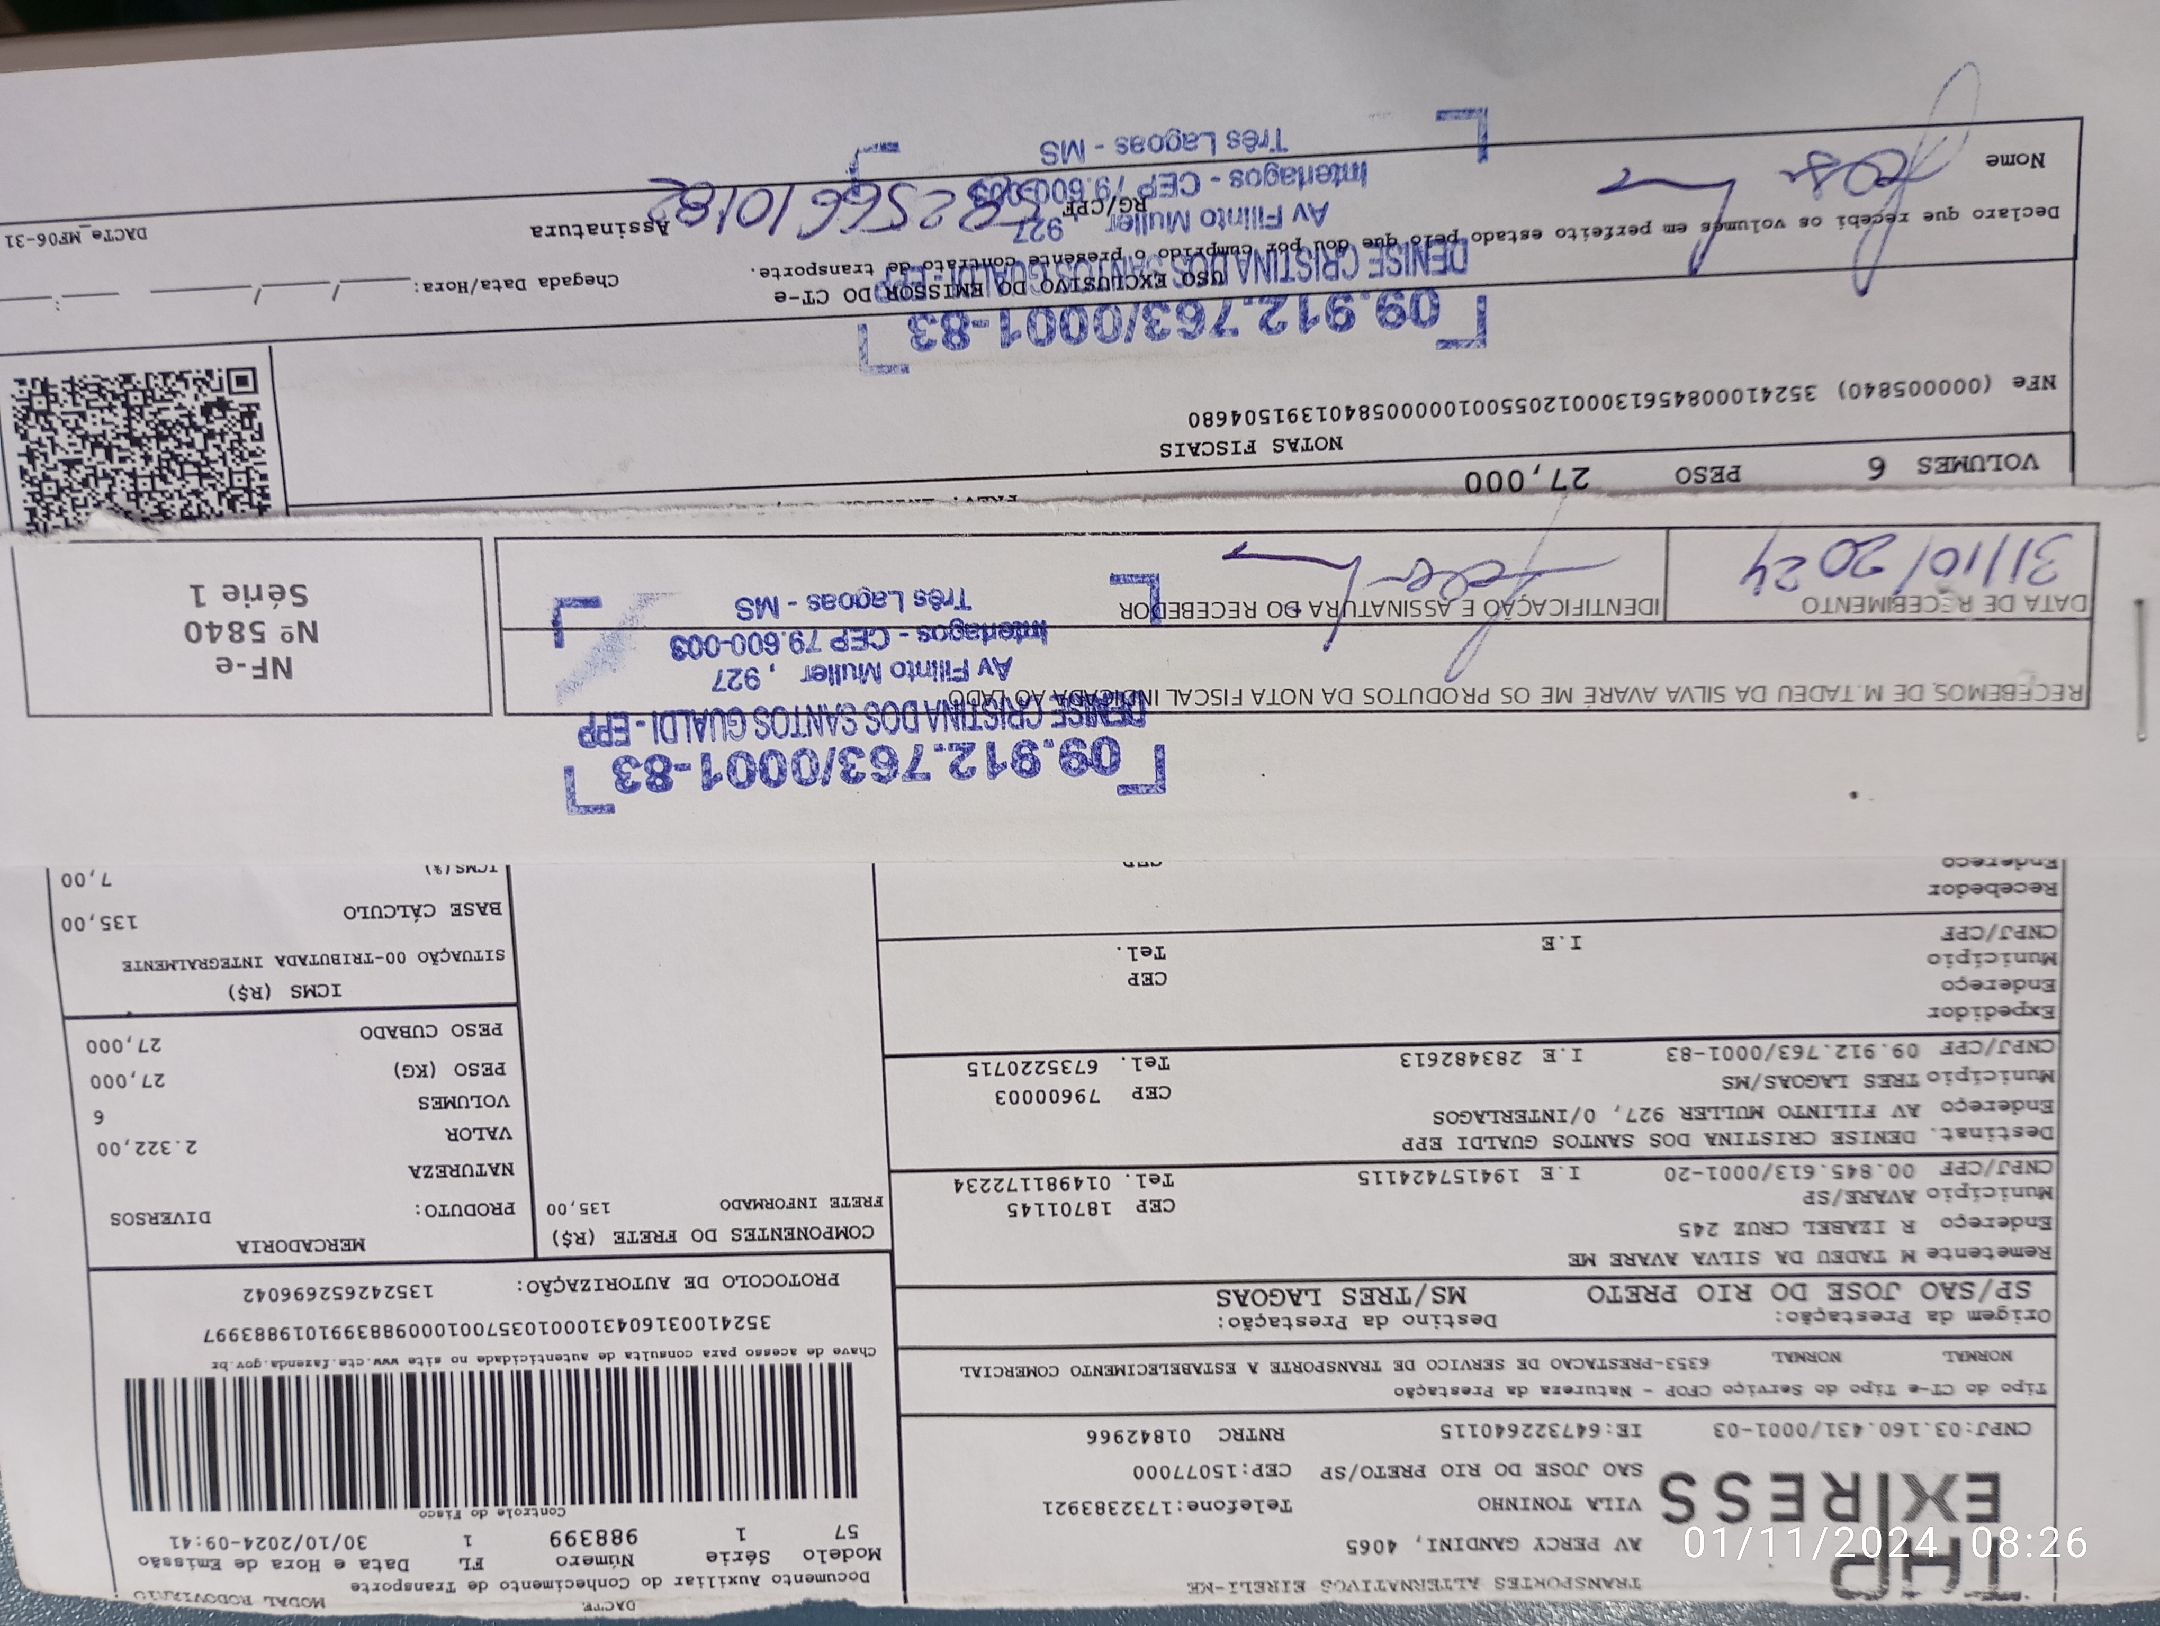 DACTE
MODAL RODOVIÁRIO
TRANSPORTES ALTERNATIVOS EIRELI-ME
Documento Auxiliar do Conhecimento de Transporte
THP
EXPRESS
AV PERCY GANDINI, 4065
VILA TONINHO Telefone:1732383921
SAO JOSE DO RIO PRETO/SP CEP:15077000
CNPJ:03.160.431/0001-03 IE:647322640115 RNTRC 01842966
Modelo Série Número FL Data e Hora de Emissão
57 1 988399 1 30/10/2024-09:41
Controle do Fisco
Tipo do CT-e Tipo do Serviço CFOP - Natureza da Prestação
NORMAL NORMAL 6353-PRESTACAO DE SERVICO DE TRANSPORTE A ESTABELECIMENTO COMERCIAL
Chave de acesso para consulta de autenticidade no site www.cte.fazenda.gov.br
35241003160431000103570010009883991019883997
Origem da Prestação: Destino da Prestação:
SP/SAO JOSE DO RIO PRETO MS/TRES LAGOAS
PROTOCOLO DE AUTORIZAÇÃO: 135242652696042
Remetente M TADEU DA SILVA AVARE ME
Endereço R IZABEL CRUZ 245
Município AVARE/SP CEP 18701145
CNPJ/CPF 00.845.613/0001-20 I.E 194157424115 Tel. 014981172234
Destinat. DENISE CRISTINA DOS SANTOS GUALDI EPP
Endereço AV FILINTO MULLER 927, 0/INTERLAGOS
Município TRES LAGOAS/MS CEP 79600003
CNPJ/CPF 09.912.763/0001-83 I.E 283482613 Tel. 6735220715
Expedidor
Endereço
Município CEP
CNPJ/CPF I.E Tel.
Recebedor
Endereço
CEP
COMPONENTES DO FRETE (R$)
FRETE INFORMADO 135,00
MERCADORIA
PRODUTO: DIVERSOS
NATUREZA
VALOR 2.322,00
VOLUMES 6
PESO (KG) 27,000
PESO CUBADO 27,000
ICMS (R$)
SITUAÇÃO 00-TRIBUTADA INTEGRALMENTE
BASE CÁLCULO 135,00
ICMS(%) 7,00
09.912.763/0001-83
DENISE CRISTINA DOS SANTOS GUALDI - EPP
Av Filinto Muller , 927
Interlagos - CEP 79.600-003
Três Lagoas - MS
RECEBEMOS DE M.TADEU DA SILVA AVARÉ ME OS PRODUTOS DA NOTA FISCAL INDICADA AO LADO
DATA DE RECEBIMENTO
31/10/2024
IDENTIFICAÇÃO E ASSINATURA DO RECEBEDOR
NF-e
Nº 5840
Série 1
VOLUMES 6 PESO 27,000
NOTAS FISCAIS
NFe (000005840) 35241000845613000120550010000058401391504680
09.912.763/0001-83
DENISE CRISTINA DOS SANTOS GUALDI - EPP
Av Filinto Muller , 927
Interlagos - CEP 79.600-003
Três Lagoas - MS
USO EXCLUSIVO DO EMISSOR DO CT-e
Declaro que recebi os volumes em perfeito estado pelo que dou por cumprido o presente contrato de transporte.
Nome
RG/CPF
Assinatura
Chegada Data/Hora:
DACTe_MF06-31
01/11/2024 08:26